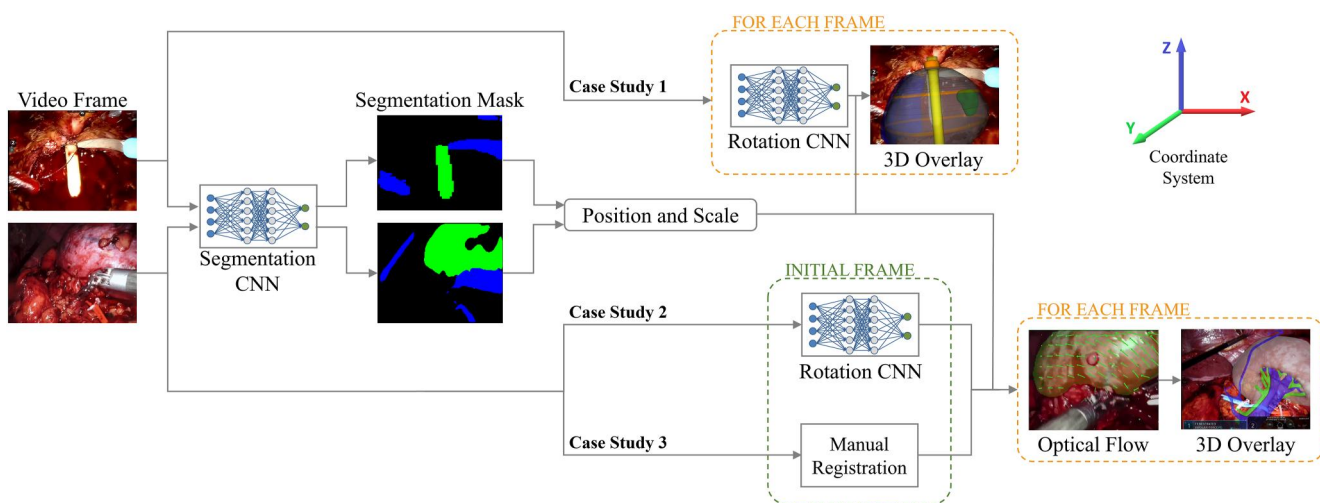 FOR EACH FRAME
Z
X
Y
Coordinate
System
Video Frame
Segmentation Mask
Case Study 1
Rotation CNN
3D Overlay
Segmentation
CNN
Position and Scale
INITIAL FRAME
Case Study 2
Rotation CNN
FOR EACH FRAME
Case Study 3
Manual
Registration
Optical Flow
3D Overlay